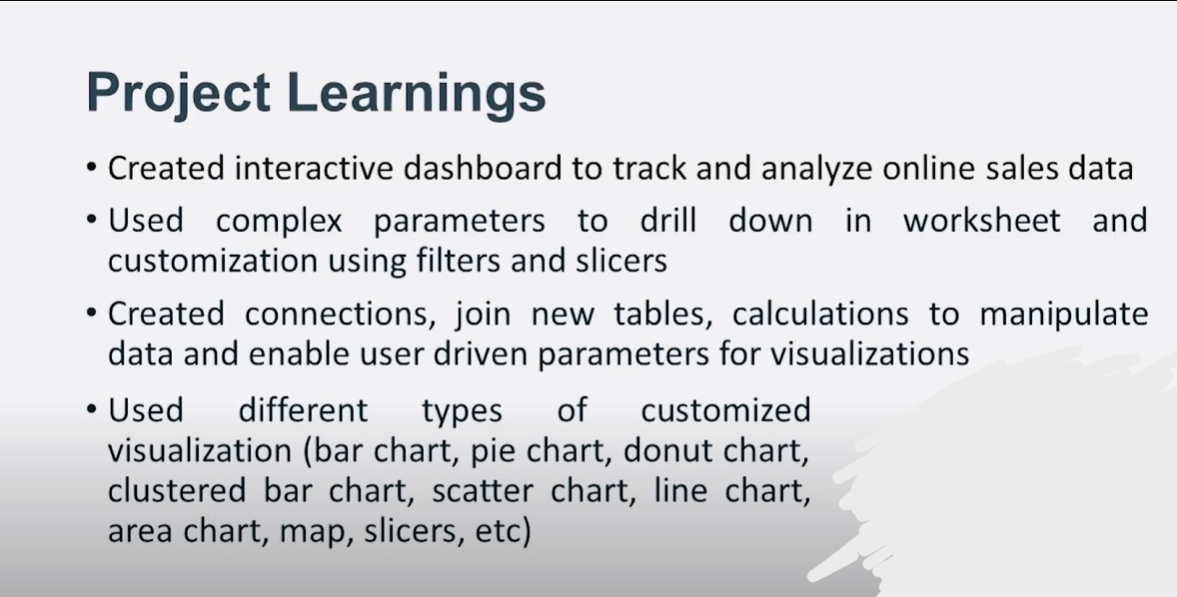 Project Learnings
• Created interactive dashboard to track and analyze online sales data
• Used complex parameters to drill down in worksheet and
customization using filters and slicers
• Created connections, join new tables, calculations to manipulate
data and enable user driven parameters for visualizations
• Used different types of customized
visualization (bar chart, pie chart, donut chart,
clustered bar chart, scatter chart, line chart,
area chart, map, slicers, etc)